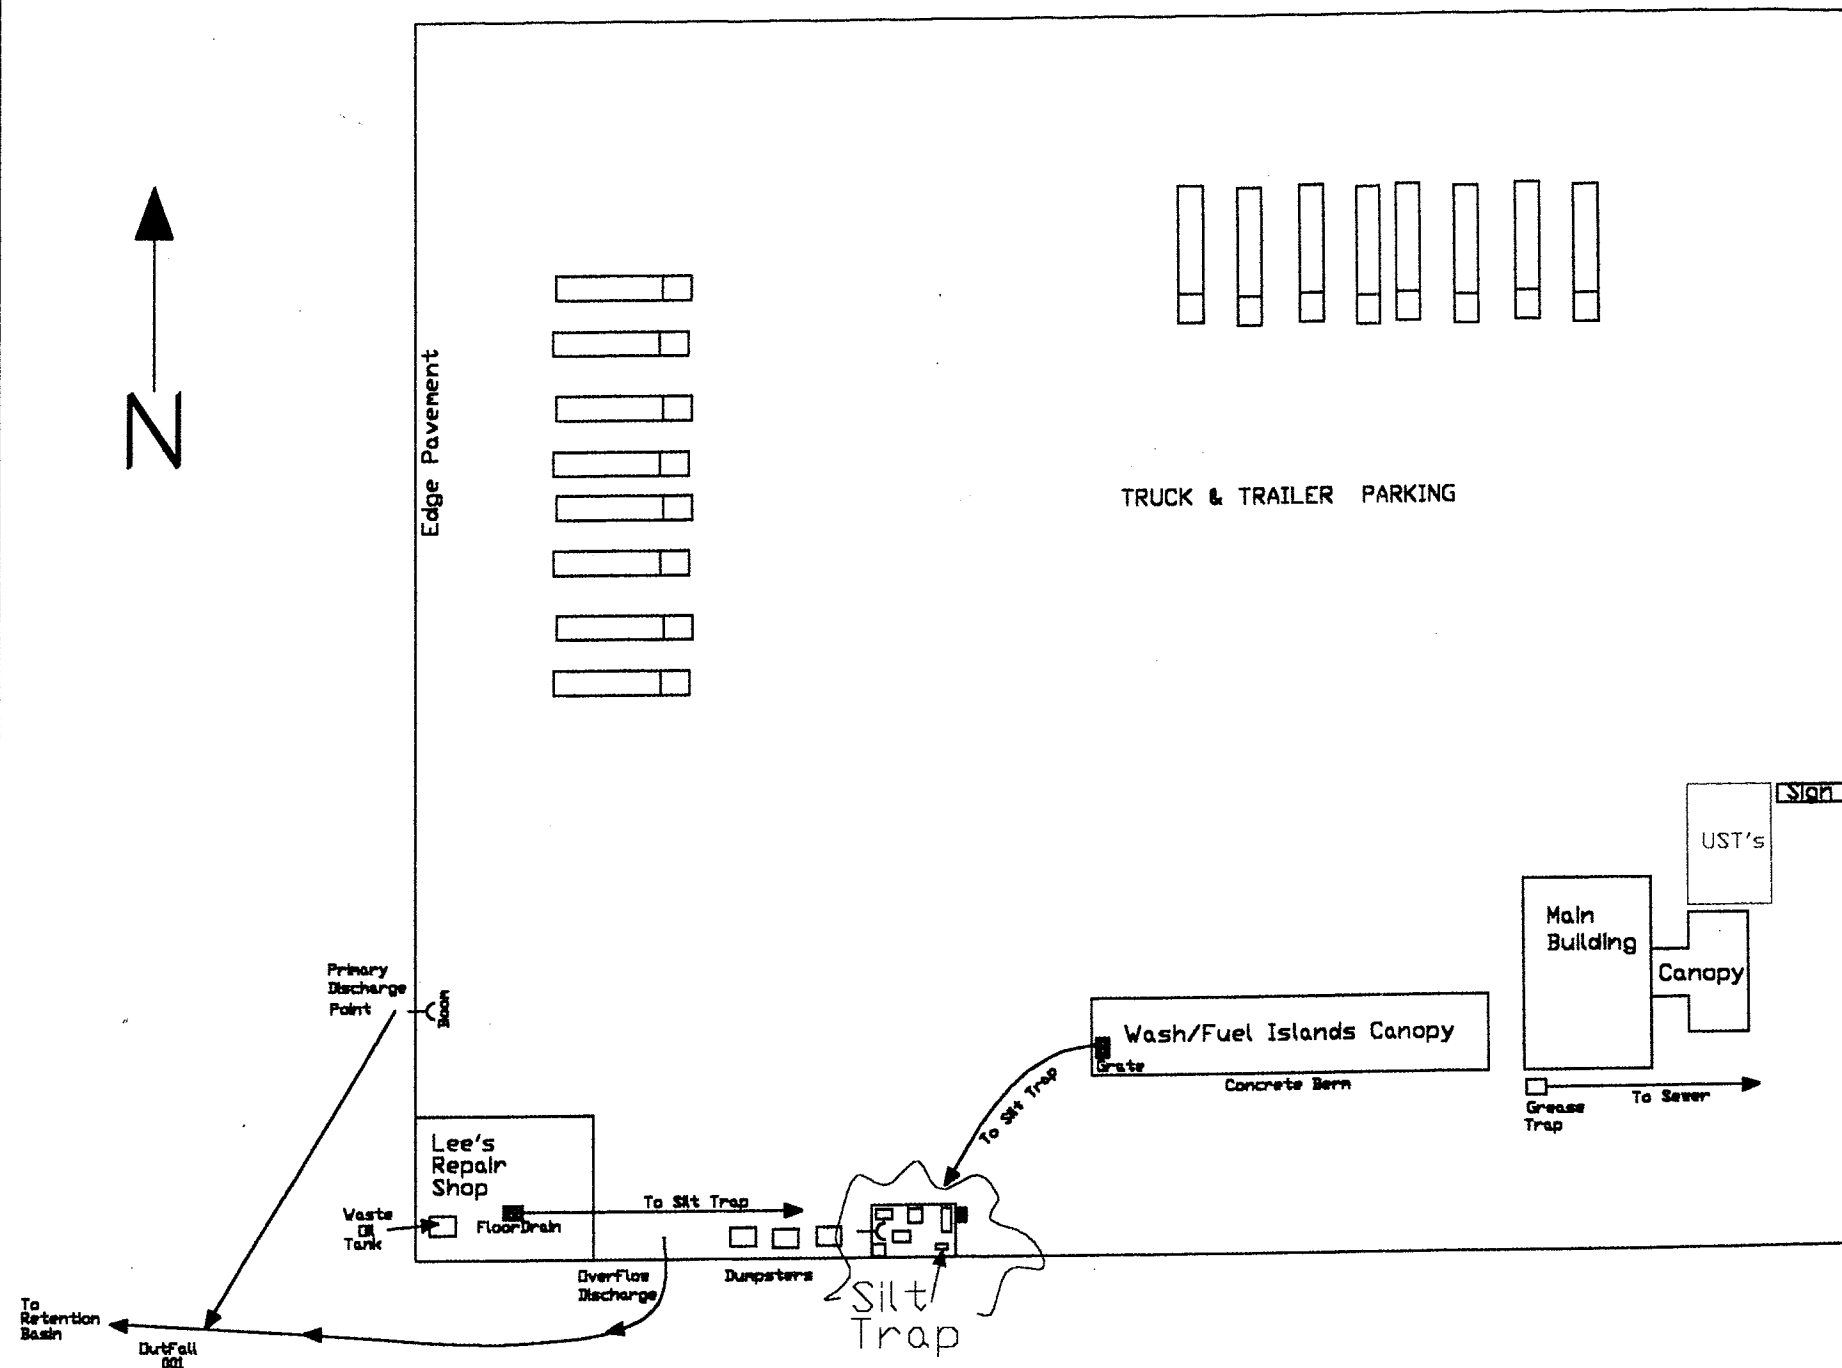 N
Edge Pavement
TRUCK & TRAILER PARKING
Sign
UST's
Main
Building
Canopy
Primary
Discharge
Point
Boom
Wash/Fuel Islands Canopy
Grate
Concrete Berm
To Silt Trap
Grease
Trap
To Sewer
Lee's
Repair
Shop
FloorDrain
To Silt Trap
Waste
Oil
Tank
Overflow
Discharge
Dumpsters
Silt
Trap
To
Retention
Basin
OutFall
001